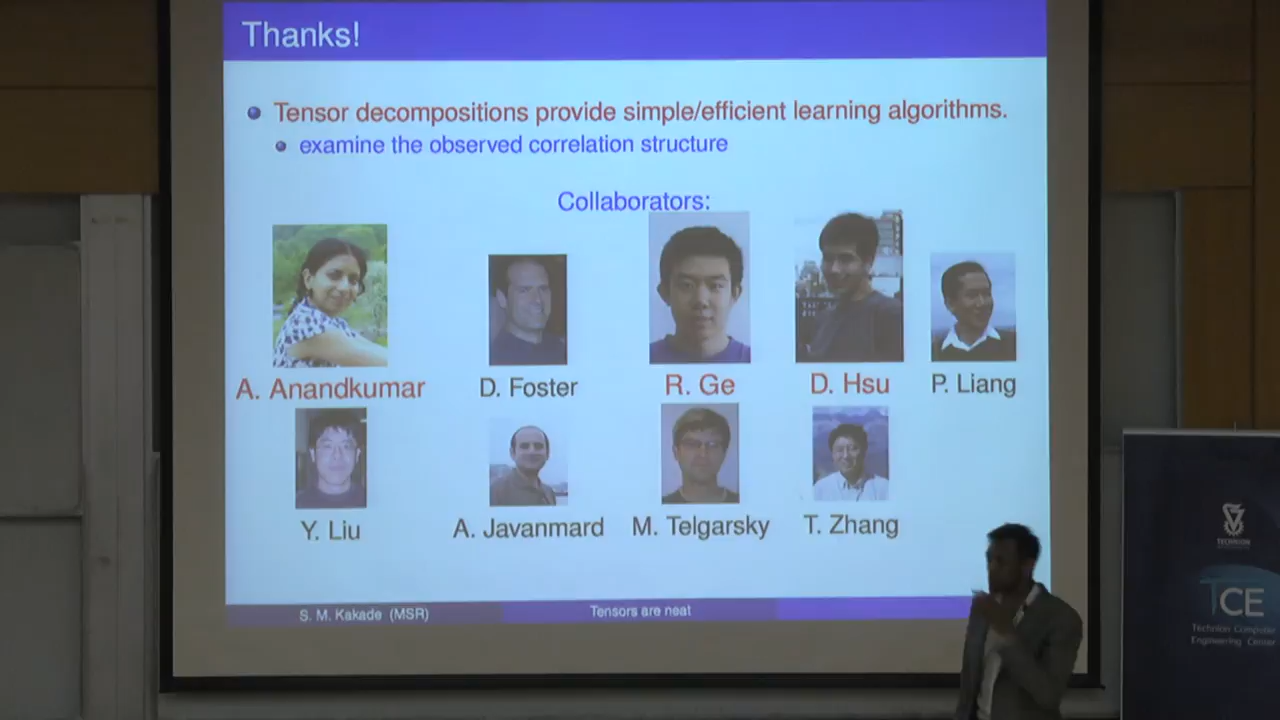 Thanks!
Tensor decompositions provide simple/efficient learning algorithms.
examine the observed correlation structure
Collaborators:
A. Anandkumar
D. Foster
R. Ge
D. Hsu
P. Liang
Y. Liu
A. Javanmard
M. Telgarsky
T. Zhang
S. M. Kakade (MSR)
Tensors are neat
TECHNION
TCE
Technion Computer
Engineering Center